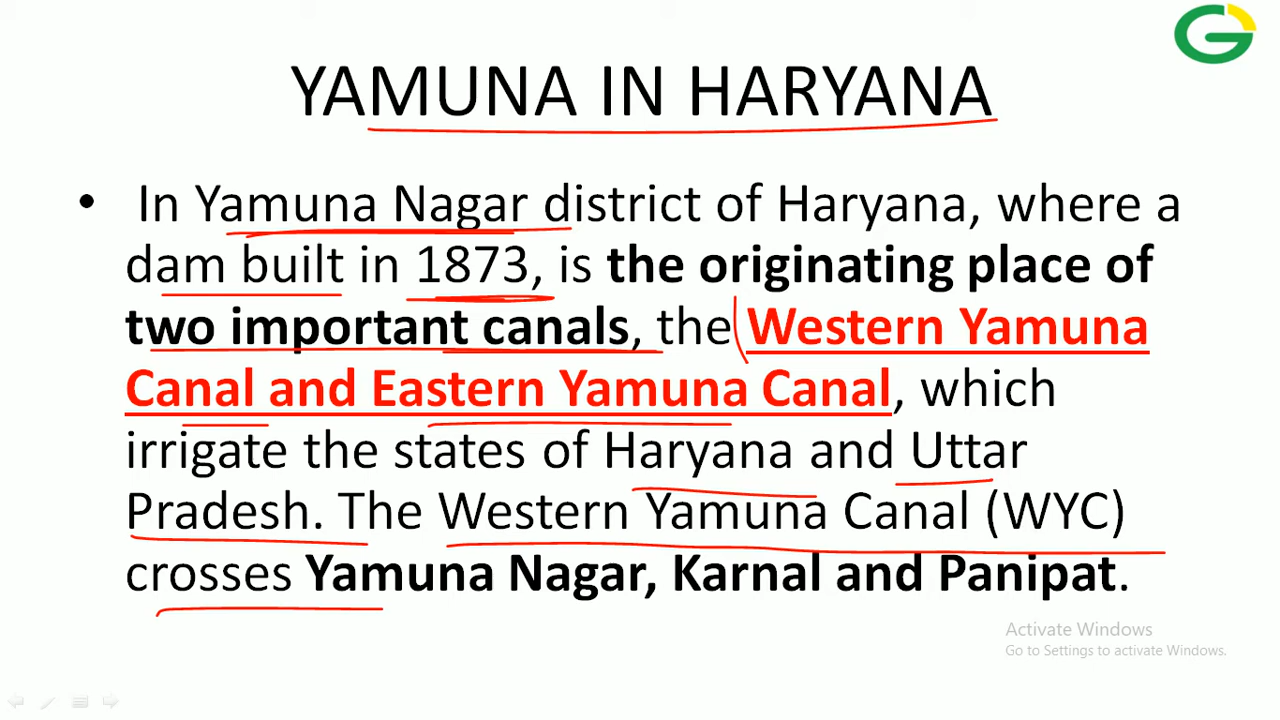 YAMUNA IN HARYANA
• In Yamuna Nagar district of Haryana, where a
dam built in 1873, is the originating place of
two important canals, the Western Yamuna
Canal and Eastern Yamuna Canal, which
irrigate the states of Haryana and Uttar
Pradesh. The Western Yamuna Canal (WYC)
crosses Yamuna Nagar, Karnal and Panipat.
Activate Windows
Go to Settings to activate Windows.